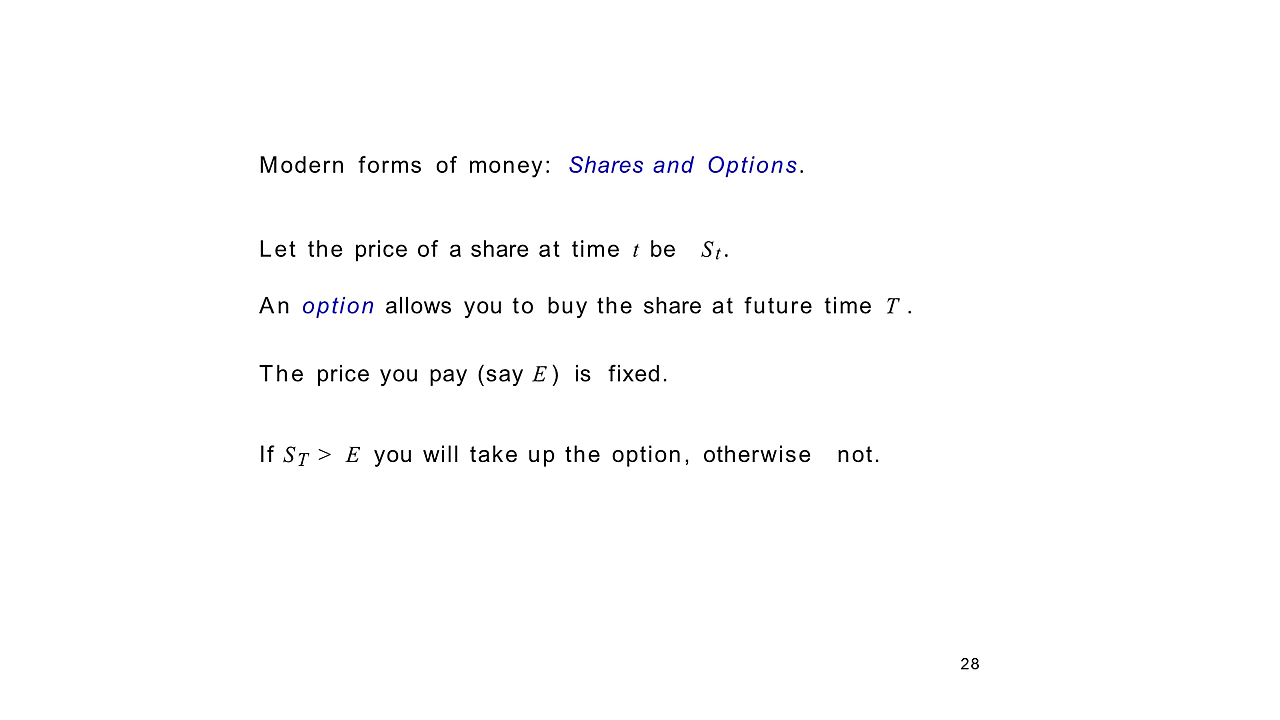 Modern forms of money: Shares and Options.
Let the price of a share at time t be S_t.
An option allows you to buy the share at future time T .
The price you pay (say E) is fixed.
If S_T > E you will take up the option, otherwise not.
28